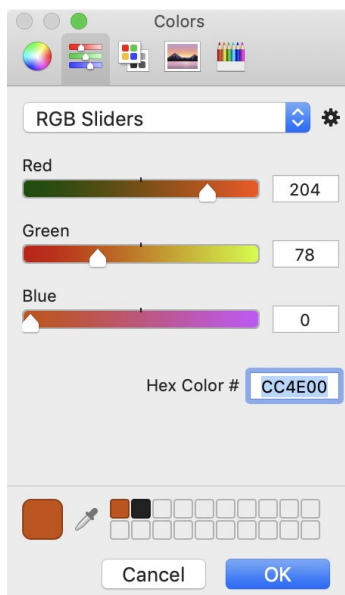 Colors
RGB Sliders
Red
204
Green
78
Blue
0
Hex Color # CC4E00
Cancel OK